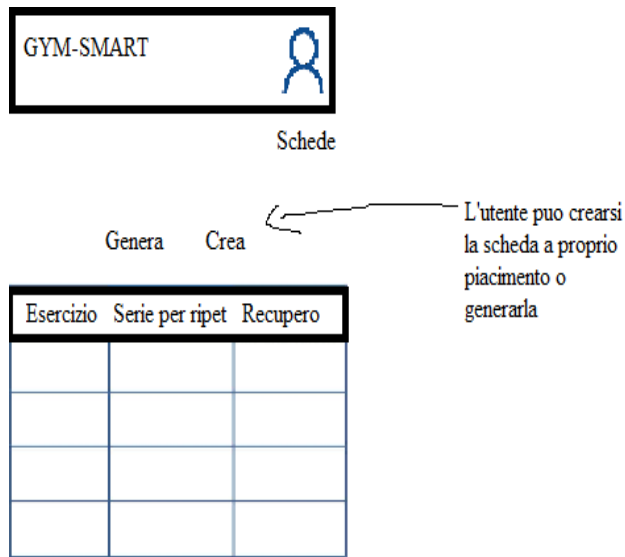 GYM-SMART
Schede
Genera Crea
L'utente puo crearsi
la scheda a proprio
piacimento o
generarla
Esercizio Serie per ripet Recupero